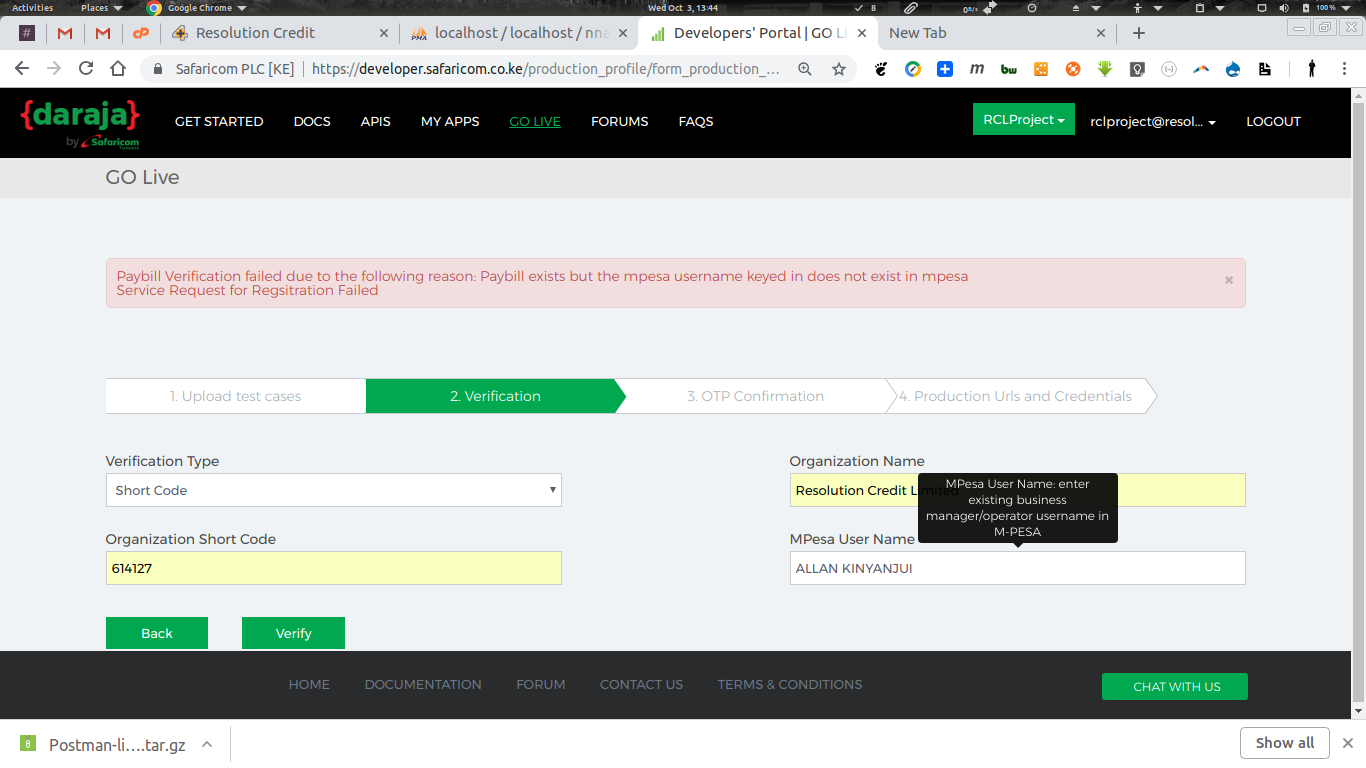 Activities Places Google Chrome Wed Oct 3, 13:44 8 100%
Resolution Credit localhost / localhost / nna Developers' Portal | GO Li New Tab
Safaricom PLC [KE] https://developer.safaricom.co.ke/production_profile/form_production_...
{daraja}
by Safaricom
GET STARTED DOCS APIS MY APPS GO LIVE FORUMS FAQS RCLProject rclproject@resol... LOGOUT
GO Live
Paybill Verification failed due to the following reason: Paybill exists but the mpesa username keyed in does not exist in mpesa
Service Request for Regsitration Failed
1. Upload test cases 2. Verification 3. OTP Confirmation 4. Production Urls and Credentials
Verification Type
Short Code
Organization Name
Resolution Credit Limited
MPesa User Name: enter
existing business
manager/operator username in
M-PESA
Organization Short Code
614127
MPesa User Name
ALLAN KINYANJUI
Back Verify
HOME DOCUMENTATION FORUM CONTACT US TERMS & CONDITIONS CHAT WITH US
Postman-li....tar.gz Show all